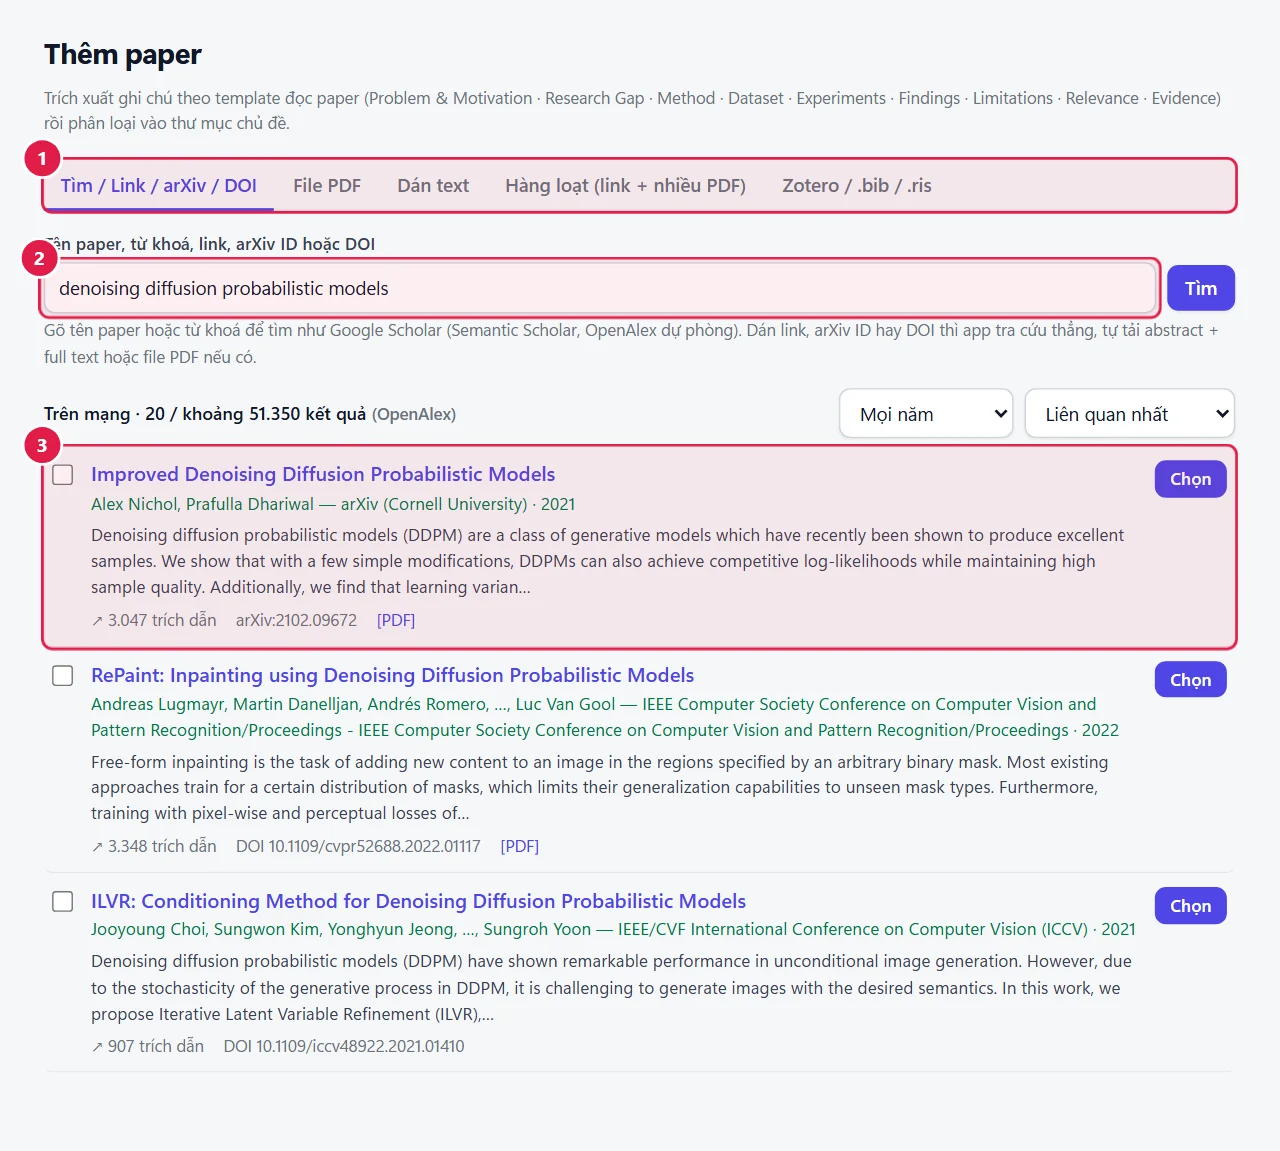 Thêm paper
Trích xuất ghi chú theo template đọc paper (Problem & Motivation · Research Gap · Method · Dataset · Experiments · Findings · Limitations · Relevance · Evidence)
rồi phân loại vào thư mục chủ đề.
1
Tìm / Link / arXiv / DOI File PDF Dán text Hàng loạt (link + nhiều PDF) Zotero / .bib / .ris
ên paper, từ khoá, link, arXiv ID hoặc DOI
2
denoising diffusion probabilistic models Tìm
Gõ tên paper hoặc từ khoá để tìm như Google Scholar (Semantic Scholar, OpenAlex dự phòng). Dán link, arXiv ID hay DOI thì app tra cứu thẳng, tự tải abstract +
full text hoặc file PDF nếu có.
Trên mạng · 20 / khoảng 51.350 kết quả (OpenAlex) Mọi năm Liên quan nhất
3
Improved Denoising Diffusion Probabilistic Models Chọn
Alex Nichol, Prafulla Dhariwal — arXiv (Cornell University) · 2021
Denoising diffusion probabilistic models (DDPM) are a class of generative models which have recently been shown to produce excellent
samples. We show that with a few simple modifications, DDPMs can also achieve competitive log-likelihoods while maintaining high
sample quality. Additionally, we find that learning varian...
↗ 3.047 trích dẫn arXiv:2102.09672 [PDF]
RePaint: Inpainting using Denoising Diffusion Probabilistic Models Chọn
Andreas Lugmayr, Martin Danelljan, Andrés Romero, ..., Luc Van Gool — IEEE Computer Society Conference on Computer Vision and
Pattern Recognition/Proceedings - IEEE Computer Society Conference on Computer Vision and Pattern Recognition/Proceedings · 2022
Free-form inpainting is the task of adding new content to an image in the regions specified by an arbitrary binary mask. Most existing
approaches train for a certain distribution of masks, which limits their generalization capabilities to unseen mask types. Furthermore,
training with pixel-wise and perceptual losses of...
↗ 3.348 trích dẫn DOI 10.1109/cvpr52688.2022.01117 [PDF]
ILVR: Conditioning Method for Denoising Diffusion Probabilistic Models Chọn
Jooyoung Choi, Sungwon Kim, Yonghyun Jeong, ..., Sungroh Yoon — IEEE/CVF International Conference on Computer Vision (ICCV) · 2021
Denoising diffusion probabilistic models (DDPM) have shown remarkable performance in unconditional image generation. However, due
to the stochasticity of the generative process in DDPM, it is challenging to generate images with the desired semantics. In this work, we
propose Iterative Latent Variable Refinement (ILVR),...
↗ 907 trích dẫn DOI 10.1109/iccv48922.2021.01410